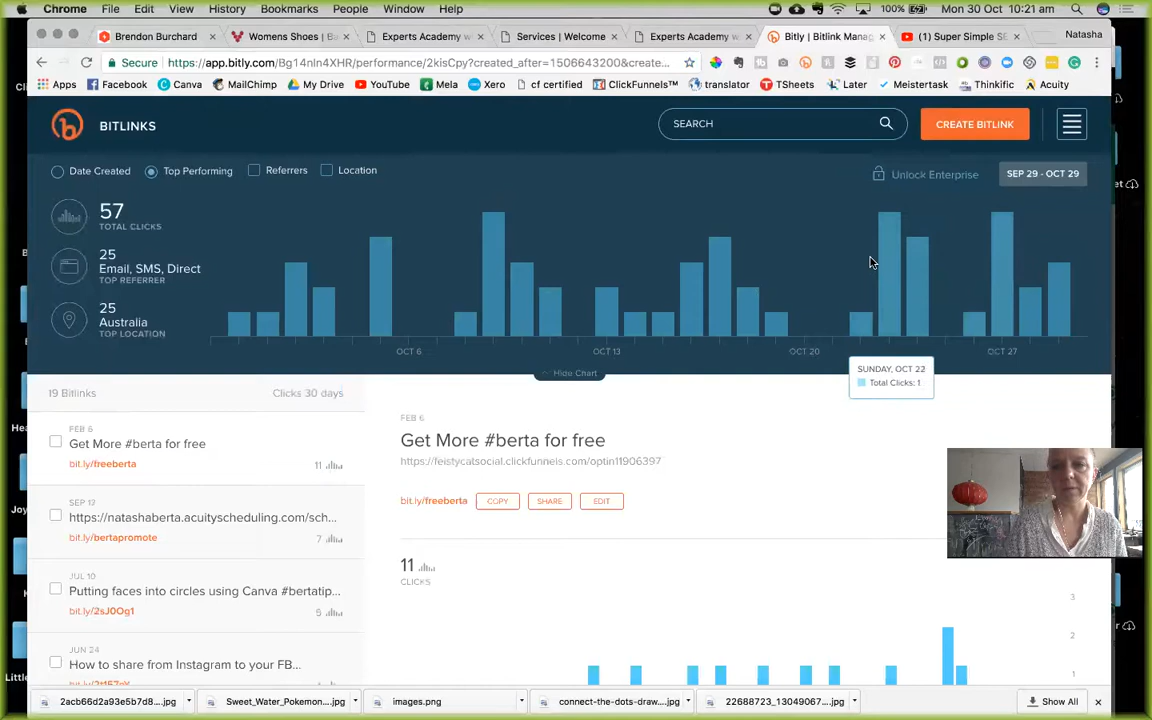 Chrome File Edit View History Bookmarks People Window Help 100% Mon 30 Oct 10:21 am
Brendon Burchard Womens Shoes | Ba Experts Academy w Services | Welcome Experts Academy w Bitly | Bitlink Manag (1) Super Simple SE Natasha
Secure https://app.bitly.com/Bg14nln4XHR/performance/2kisCpy?created_after=1506643200&create...
Apps Facebook Canva MailChimp My Drive YouTube Mela Xero cf certified ClickFunnels™ translator TSheets Later Meistertask Thinkific Acuity
BITLINKS SEARCH CREATE BITLINK
Date Created Top Performing Referrers Location Unlock Enterprise SEP 29 - OCT 29
57
TOTAL CLICKS
25
Email, SMS, Direct
TOP REFERRER
25
Australia
TOP LOCATION
OCT 6 OCT 13 OCT 20 OCT 27
SUNDAY, OCT 22
Total Clicks: 1
Hide Chart
19 Bitlinks Clicks 30 days
FEB 6
Get More #berta for free
bit.ly/freeberta 11
SEP 17
https://natashaberta.acuityscheduling.com/sch...
bit.ly/bertapromote 7
JUL 10
Putting faces into circles using Canva #bertatip...
bit.ly/2sJ0Og1 5
JUN 24
How to share from Instagram to your FB...
FEB 6
Get More #berta for free
https://feistycatsocial.clickfunnels.com/optin11906397
bit.ly/freeberta COPY SHARE EDIT
11
CLICKS
3
2
1
2acb66d2a93e5b7d8....jpg Sweet_Water_Pokemon....jpg images.png connect-the-dots-draw....jpg 22688723_13049067....jpg Show All